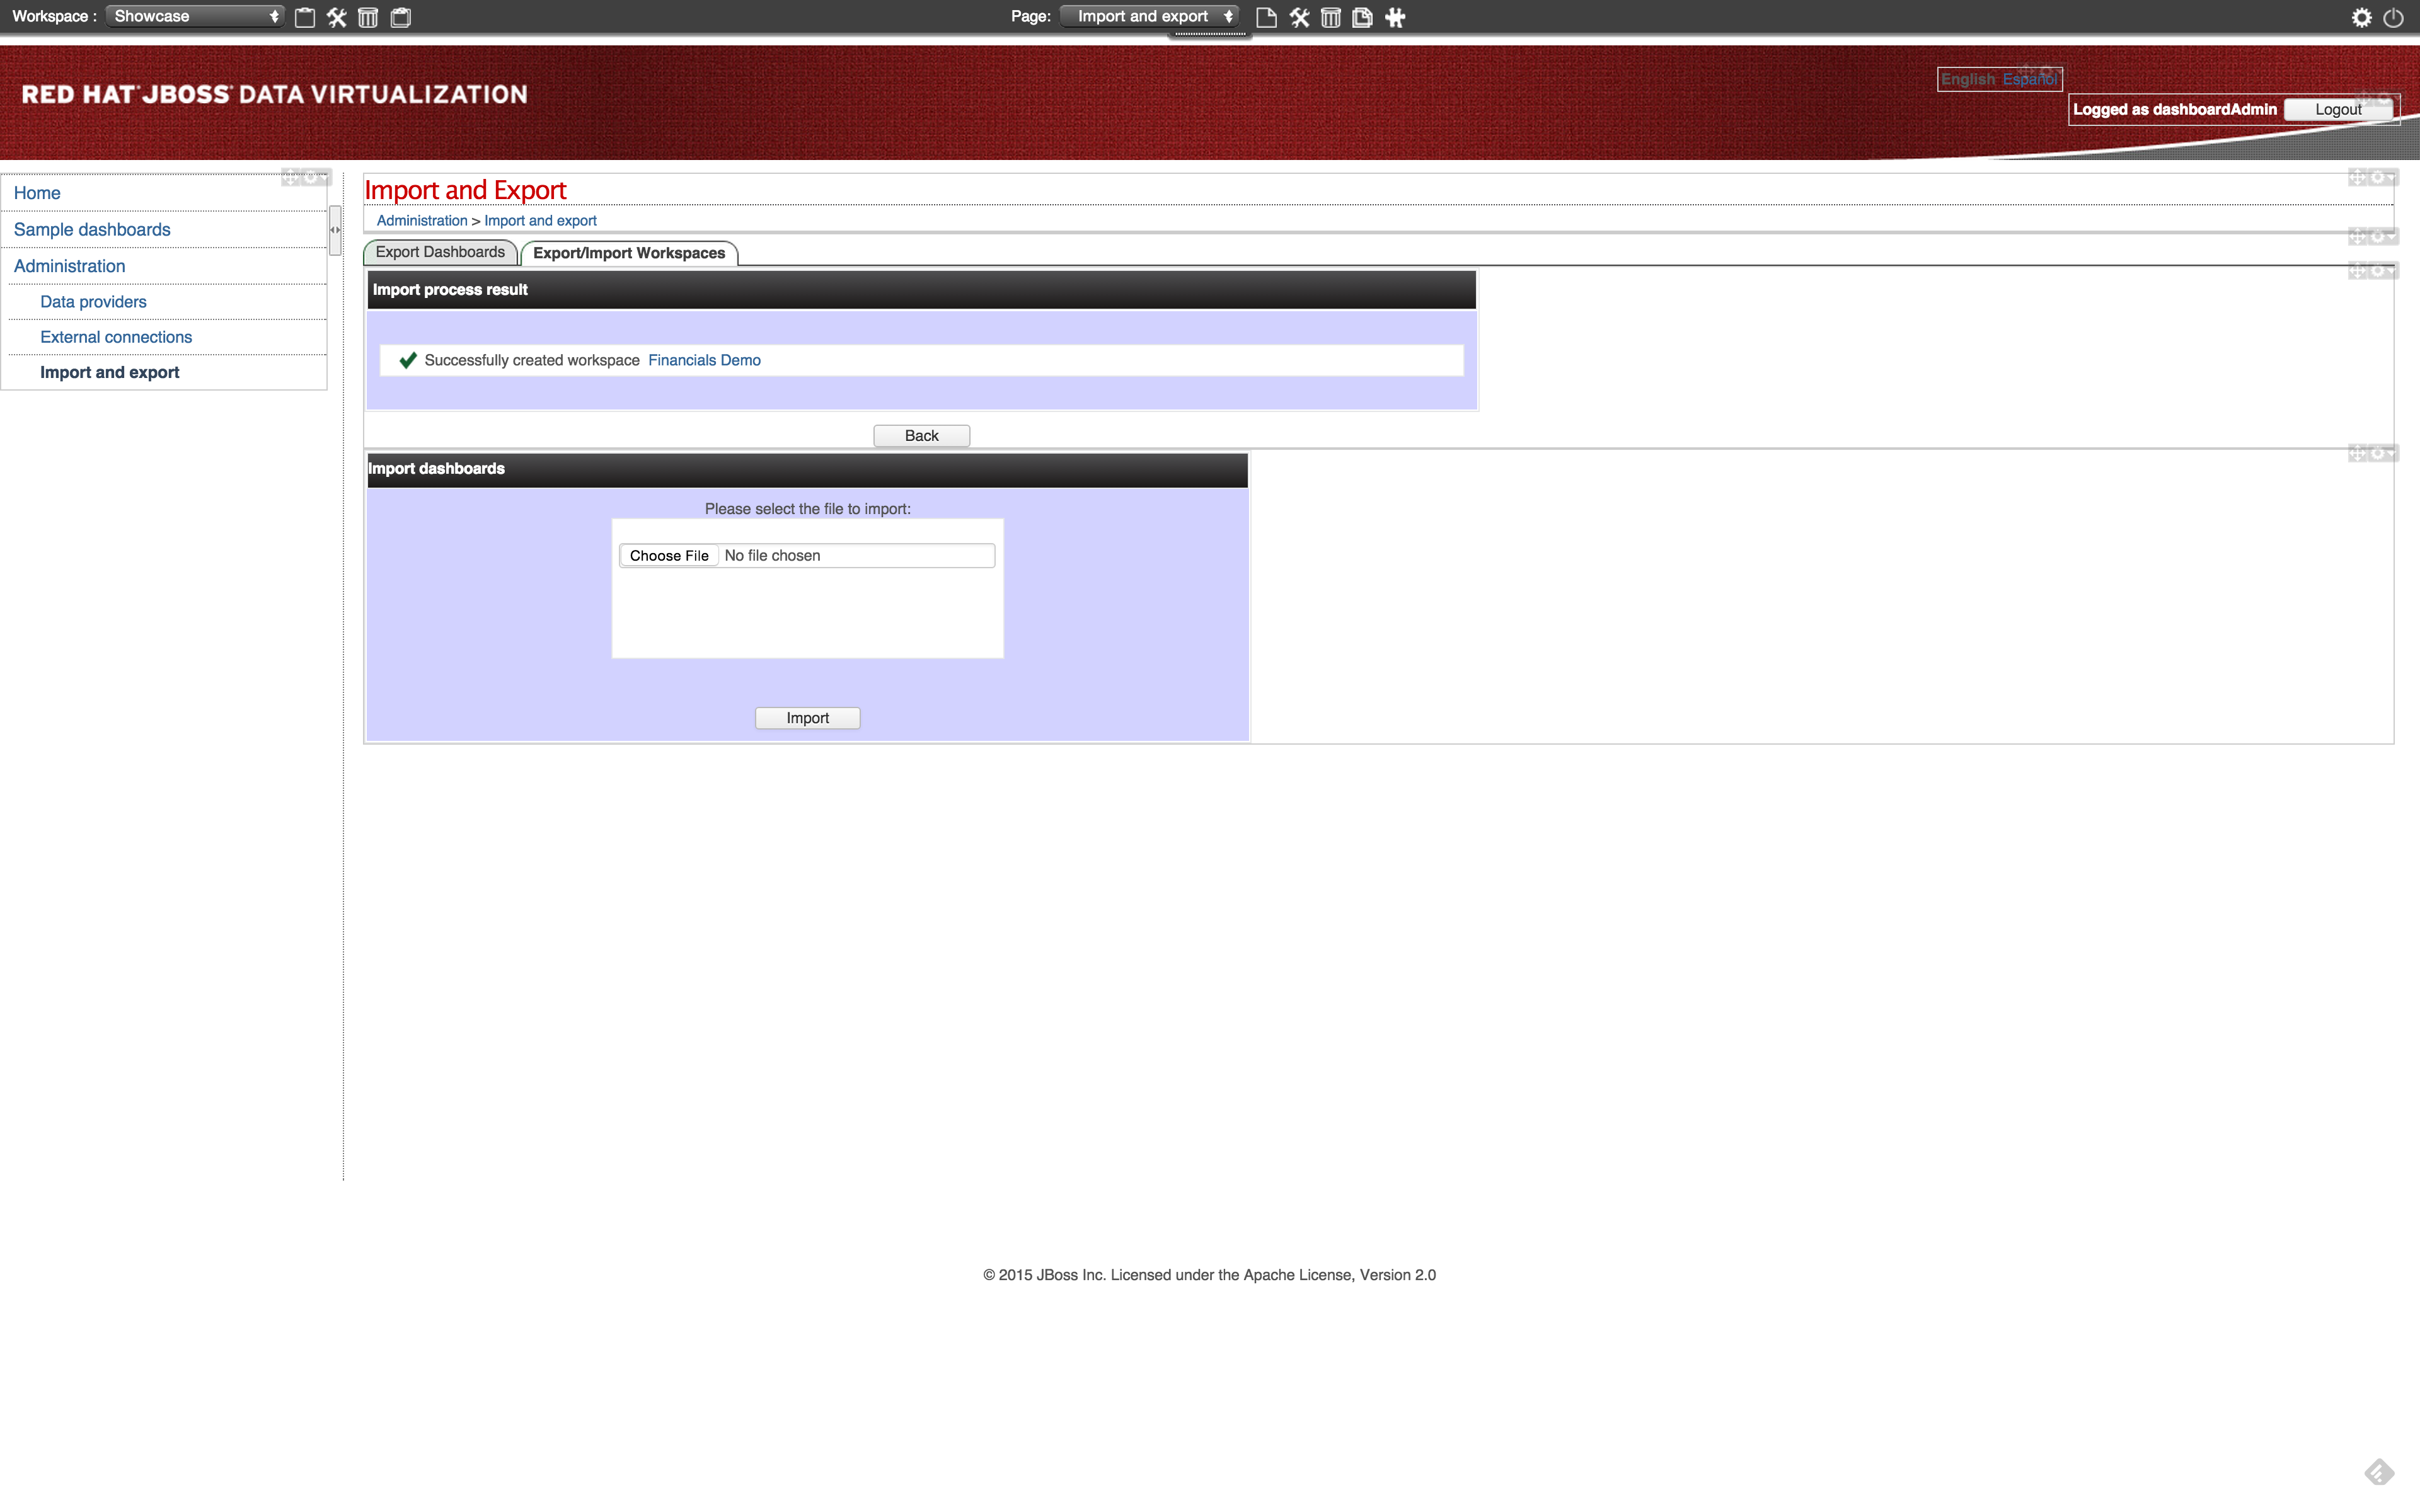 Workspace : Showcase
Page: Import and export
RED HAT® JBOSS® DATA VIRTUALIZATION
English Español
Logged as dashboardAdmin Logout
Home
Sample dashboards
Administration
Data providers
External connections
Import and export
Import and Export
Administration > Import and export
Export Dashboards Export/Import Workspaces
Import process result
Successfully created workspace Financials Demo
Back
Import dashboards
Please select the file to import:
Choose File No file chosen
Import
© 2015 JBoss Inc. Licensed under the Apache License, Version 2.0